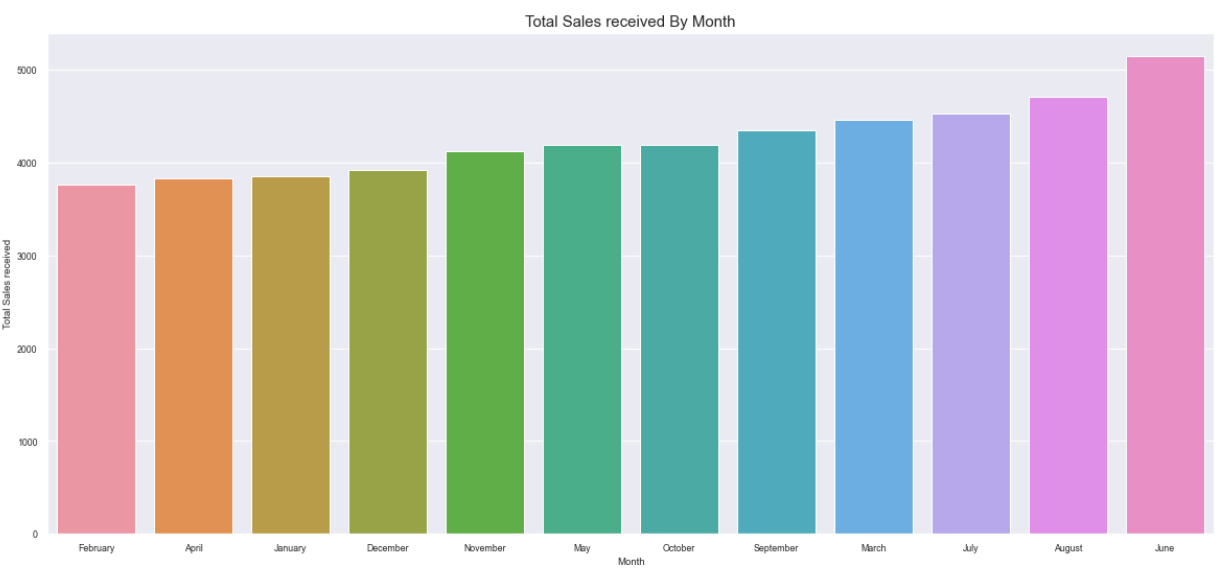 Total Sales received By Month
5000
4000
3000
2000
1000
0
Total Sales received
February April January December November May October September March July August June
Month